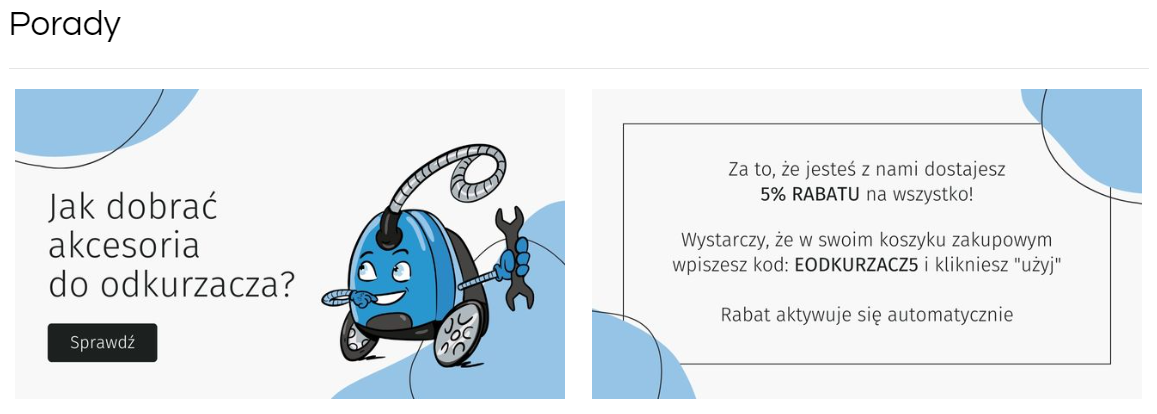 Porady
Jak dobrać
akcesoria
do odkurzacza?
Sprawdź
Za to, że jesteś z nami dostajesz
5% RABATU na wszystko!
Wystarczy, że w swoim koszyku zakupowym
wpiszesz kod: EODKURZACZ5 i klikniesz "użyj"
Rabat aktywuje się automatycznie